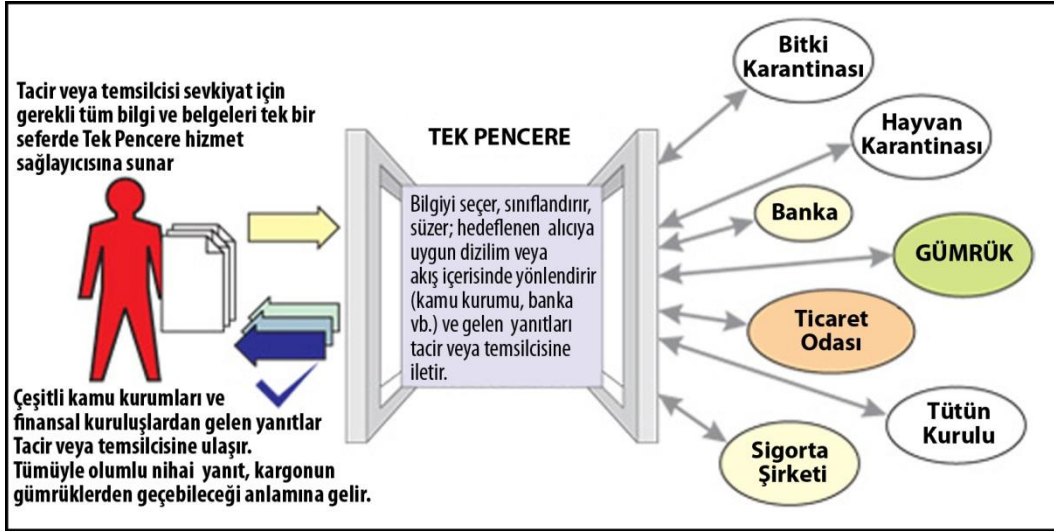 Tacir veya temsilcisi sevkiyat için
gerekli tüm bilgi ve belgeleri tek bir
seferde Tek Pencere hizmet
sağlayıcısına sunar
Çeşitli kamu kurumları ve
finansal kuruluşlardan gelen yanıtlar
Tacir veya temsilcisine ulaşır.
Tümüyle olumlu nihai yanıt, kargonun
gümrüklerden geçebileceği anlamına gelir.
TEK PENCERE
Bilgiyi seçer, sınıflandırır,
süzer; hedeflenen alıcıya
uygun dizilim veya
akış içerisinde yönlendirir
(kamu kurumu, banka
vb.) ve gelen yanıtları
tacir veya temsilcisine
iletir.
Bitki
Karantinası
Hayvan
Karantinası
Banka
GÜMRÜK
Ticaret
Odası
Tütün
Kurulu
Sigorta
Şirketi